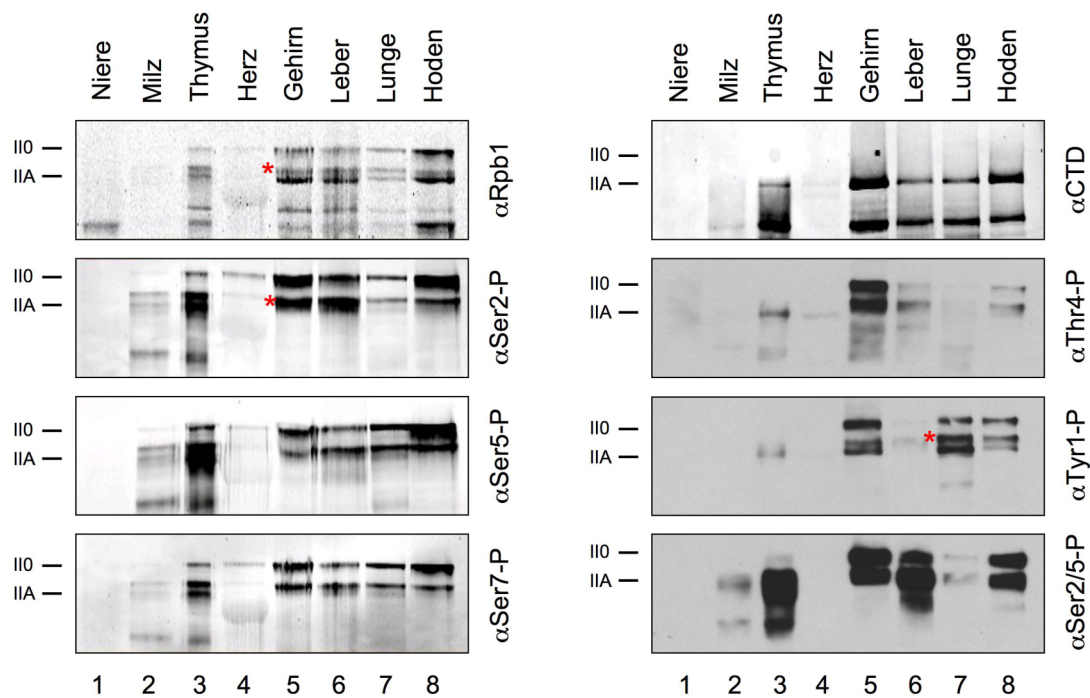 Niere Milz Thymus Herz Gehirn Leber Lunge Hoden
II0
IIA
*
αRpb1
II0
IIA
*
αSer2-P
II0
IIA
αSer5-P
II0
IIA
αSer7-P
1 2 3 4 5 6 7 8
Niere Milz Thymus Herz Gehirn Leber Lunge Hoden
II0
IIA
αCTD
II0
IIA
αThr4-P
II0
IIA
*
αTyr1-P
II0
IIA
αSer2/5-P
1 2 3 4 5 6 7 8